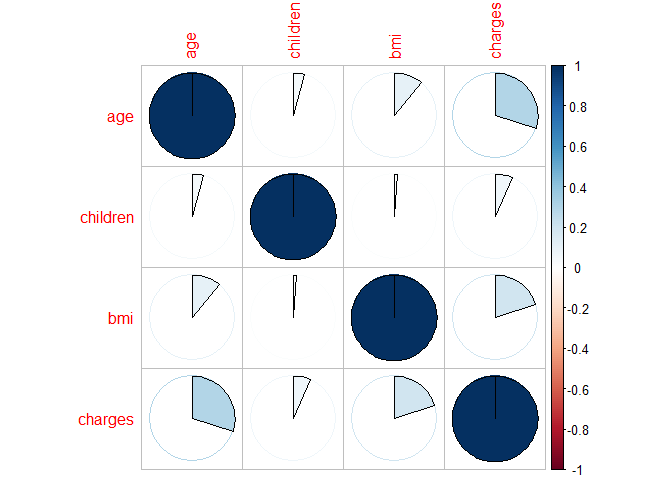 age
children
bmi
charges
age
children
bmi
charges
1
0.8
0.6
0.4
0.2
0
-0.2
-0.4
-0.6
-0.8
-1